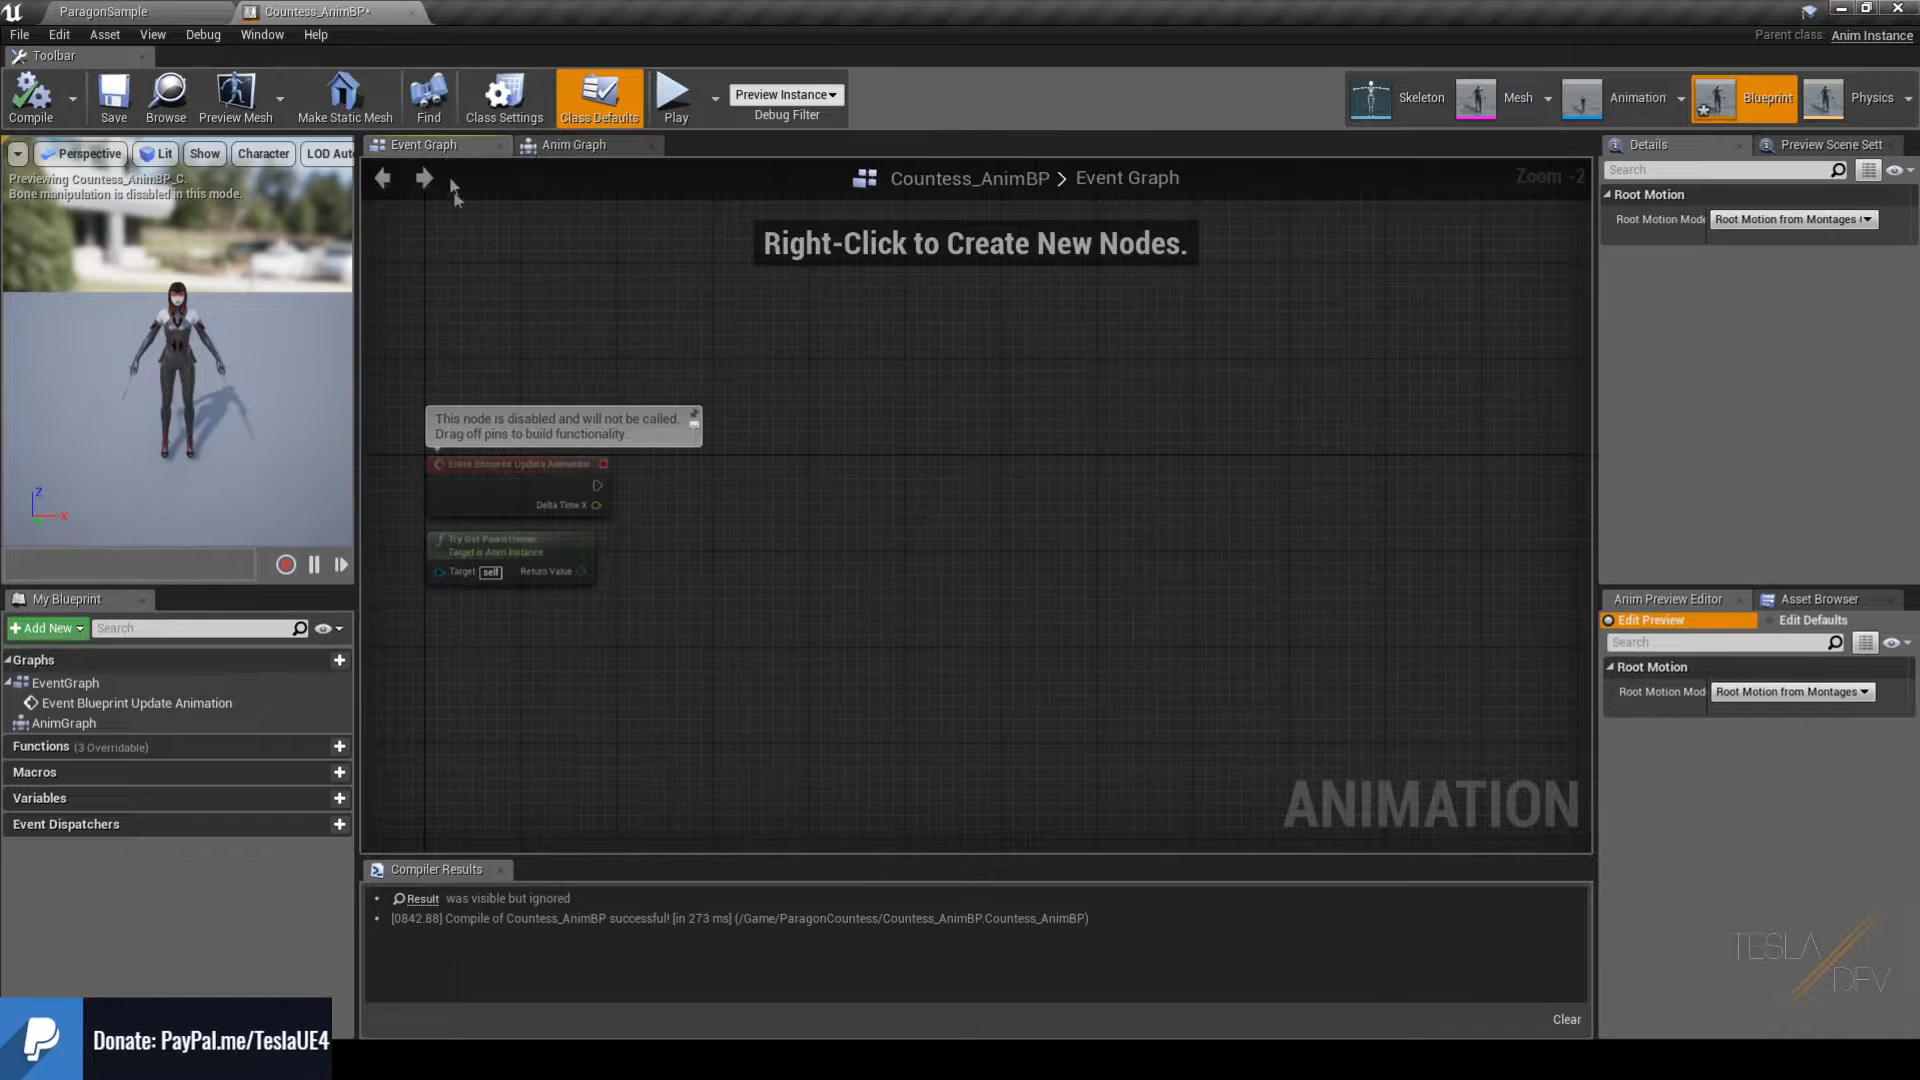 ParagonSample
Countess_AnimBP*
File Edit Asset View Debug Window Help
Parent class: Anim Instance
Toolbar
Compile
Save
Browse
Preview Mesh
Make Static Mesh
Find
Class Settings
Class Defaults
Play
Preview Instance
Debug Filter
Skeleton
Mesh
Animation
Blueprint
Physics
Perspective
Lit
Show
Character
LOD Aut
Previewing Countess_AnimBP_C.
Bone manipulation is disabled in this mode.
Z
X
Event Graph
Anim Graph
Countess_AnimBP > Event Graph
Zoom -2
Right-Click to Create New Nodes.
This node is disabled and will not be called.
Drag off pins to build functionality.
Event Blueprint Update Animation
Delta Time X
Try Get Pawn Owner
Target is Anim Instance
Target self Return Value
ANIMATION
Details
Preview Scene Sett
Search
Root Motion
Root Motion Mod
Root Motion from Montages
Anim Preview Editor
Asset Browser
Edit Preview
Edit Defaults
Search
Root Motion
Root Motion Mod
Root Motion from Montages
My Blueprint
+ Add New
Search
Graphs
EventGraph
Event Blueprint Update Animation
AnimGraph
Functions (3 Overridable)
Macros
Variables
Event Dispatchers
Compiler Results
Result was visible but ignored
[0842.88] Compile of Countess_AnimBP successful! [in 273 ms] (/Game/ParagonCountess/Countess_AnimBP.Countess_AnimBP)
Clear
TESLA
DEV
Donate: PayPal.me/TeslaUE4